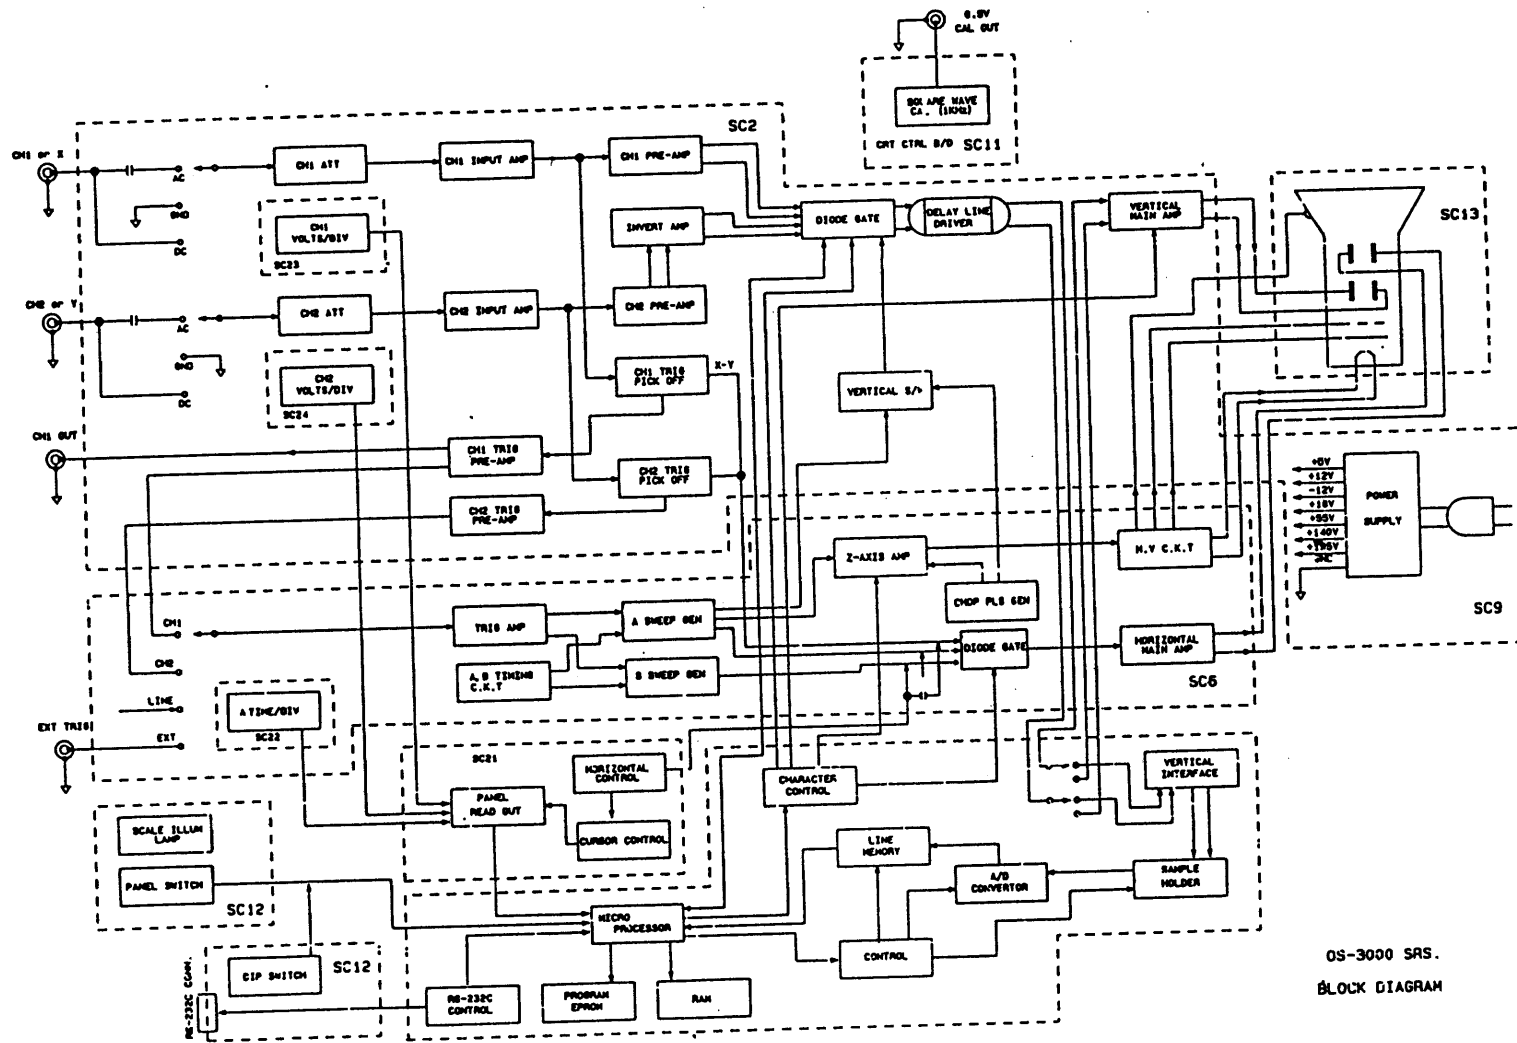 6.5V
CAL OUT
SQUARE WAVE
CA. (1KHz)
CRT CTRL B/D SC11
SC2
CH1 or X
AC
GND
DC
CH1 ATT
CH1 INPUT AMP
CH1 PRE-AMP
CH1
VOLTS/DIV
SC23
INVERT AMP
DIODE GATE
DELAY LINE
DRIVER
VERTICAL
MAIN AMP
SC13
CH2 or Y
AC
GND
DC
CH2 ATT
CH2 INPUT AMP
CH2 PRE-AMP
CH2
VOLTS/DIV
SC24
CH1 TRIG
PICK OFF
X-Y
VERTICAL
CH1 OUT
CH1 TRIG
PRE-AMP
CH2 TRIG
PICK OFF
CH2 TRIG
PRE-AMP
+5V
+12V
-12V
+18V
+55V
+140V
+195V
POWER
SUPPLY
SC9
Z-AXIS AMP
H.V C.K.T
CHOP PLS GEN
CH1
CH2
LINE
EXT
EXT TRIG
TRIG AMP
A SWEEP GEN
A,B TIMING
C.K.T
B SWEEP GEN
DIODE GATE
HORIZONTAL
MAIN AMP
SC6
A TIME/DIV
SC22
SC21
HORIZONTAL
CONTROL
PANEL
READ OUT
CURSOR CONTROL
CHARACTER
CONTROL
VERTICAL
INTERFACE
SCALE ILLUM
LAMP
PANEL SWITCH
SC12
LINE
MEMORY
A/D
CONVERTOR
SAMPLE
HOLDER
MICRO
PROCESSOR
CONTROL
DIP SWITCH
SC12
RS-232C CONN.
RS-232C
CONTROL
PROGRAM
EPROM
RAM
OS-3000 SRS.
BLOCK DIAGRAM